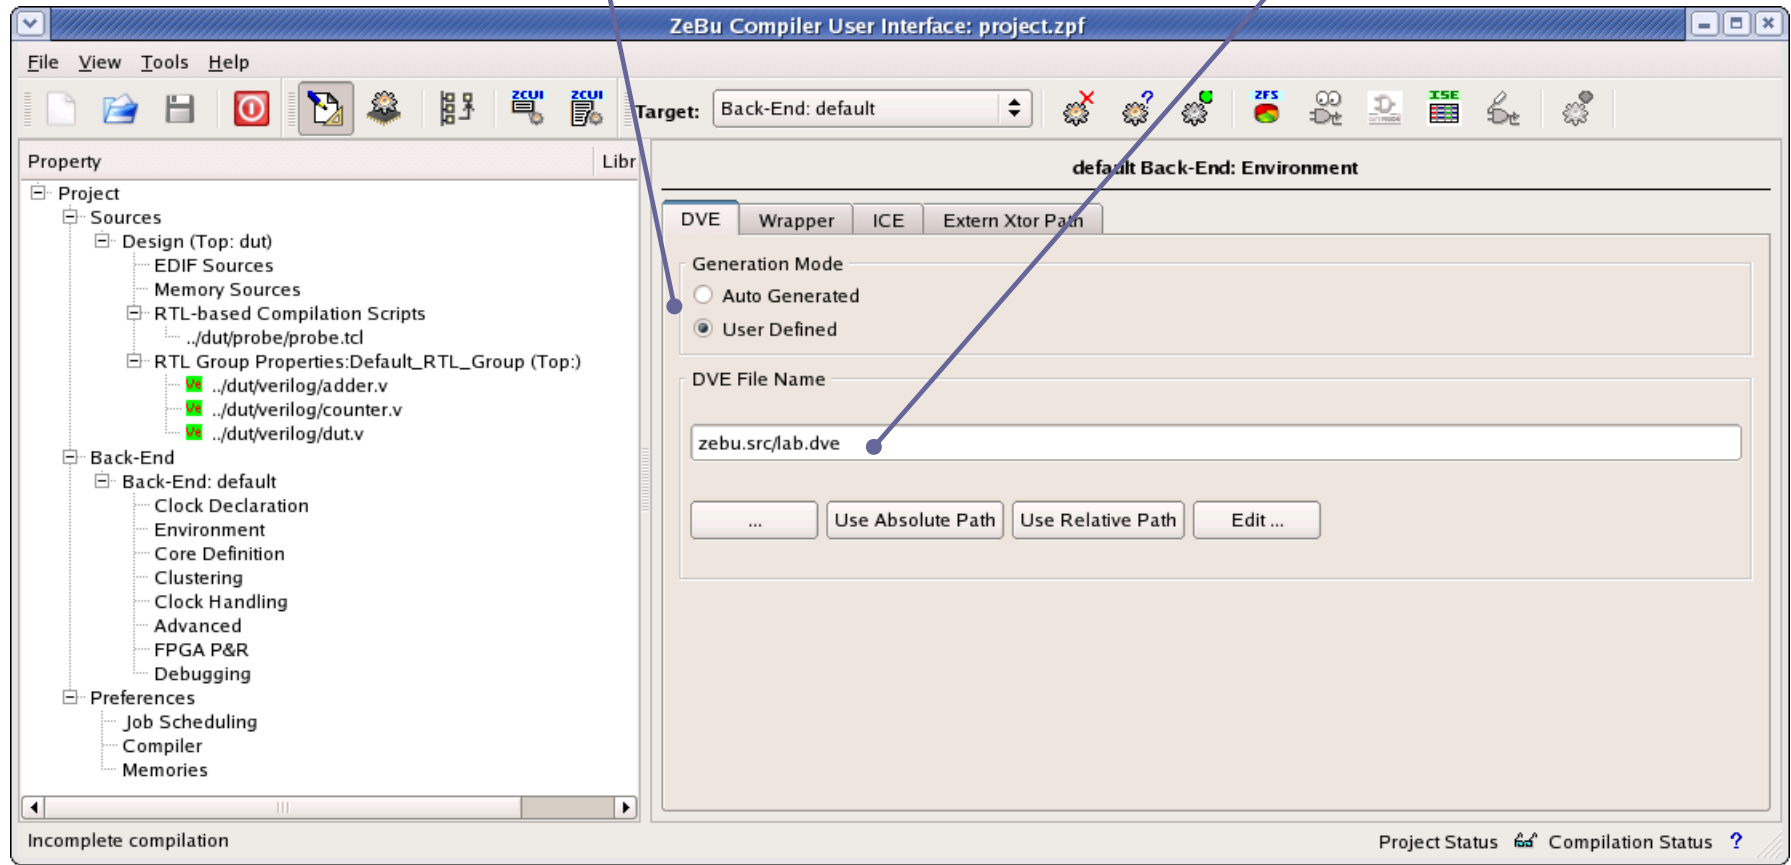 ZeBu Compiler User Interface: project.zpf
File View Tools Help
ZCUI ZCUI Target: Back-End: default ZFS ISE
Property Libr
Project
Sources
Design (Top: dut)
EDIF Sources
Memory Sources
RTL-based Compilation Scripts
../dut/probe/probe.tcl
RTL Group Properties:Default_RTL_Group (Top:)
Ve ../dut/verilog/adder.v
Ve ../dut/verilog/counter.v
Ve ../dut/verilog/dut.v
Back-End
Back-End: default
Clock Declaration
Environment
Core Definition
Clustering
Clock Handling
Advanced
FPGA P&R
Debugging
Preferences
Job Scheduling
Compiler
Memories
default Back-End: Environment
DVE Wrapper ICE Extern Xtor Path
Generation Mode
Auto Generated
User Defined
DVE File Name
zebu.src/lab.dve
... Use Absolute Path Use Relative Path Edit ...
Incomplete compilation Project Status Compilation Status ?